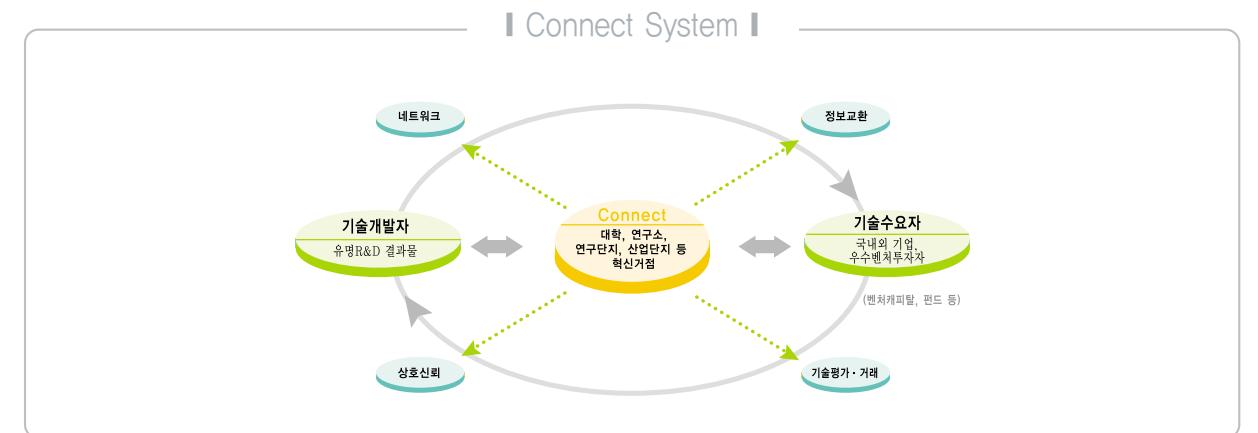 Connect System
네트워크
정보교환
기술개발자
유명R&D 결과물
Connect
대학, 연구소,
연구단지, 산업단지 등
혁신거점
기술수요자
국내외 기업,
우수벤처투자자
(벤처캐피탈, 펀드 등)
상호신뢰
기술평가·거래